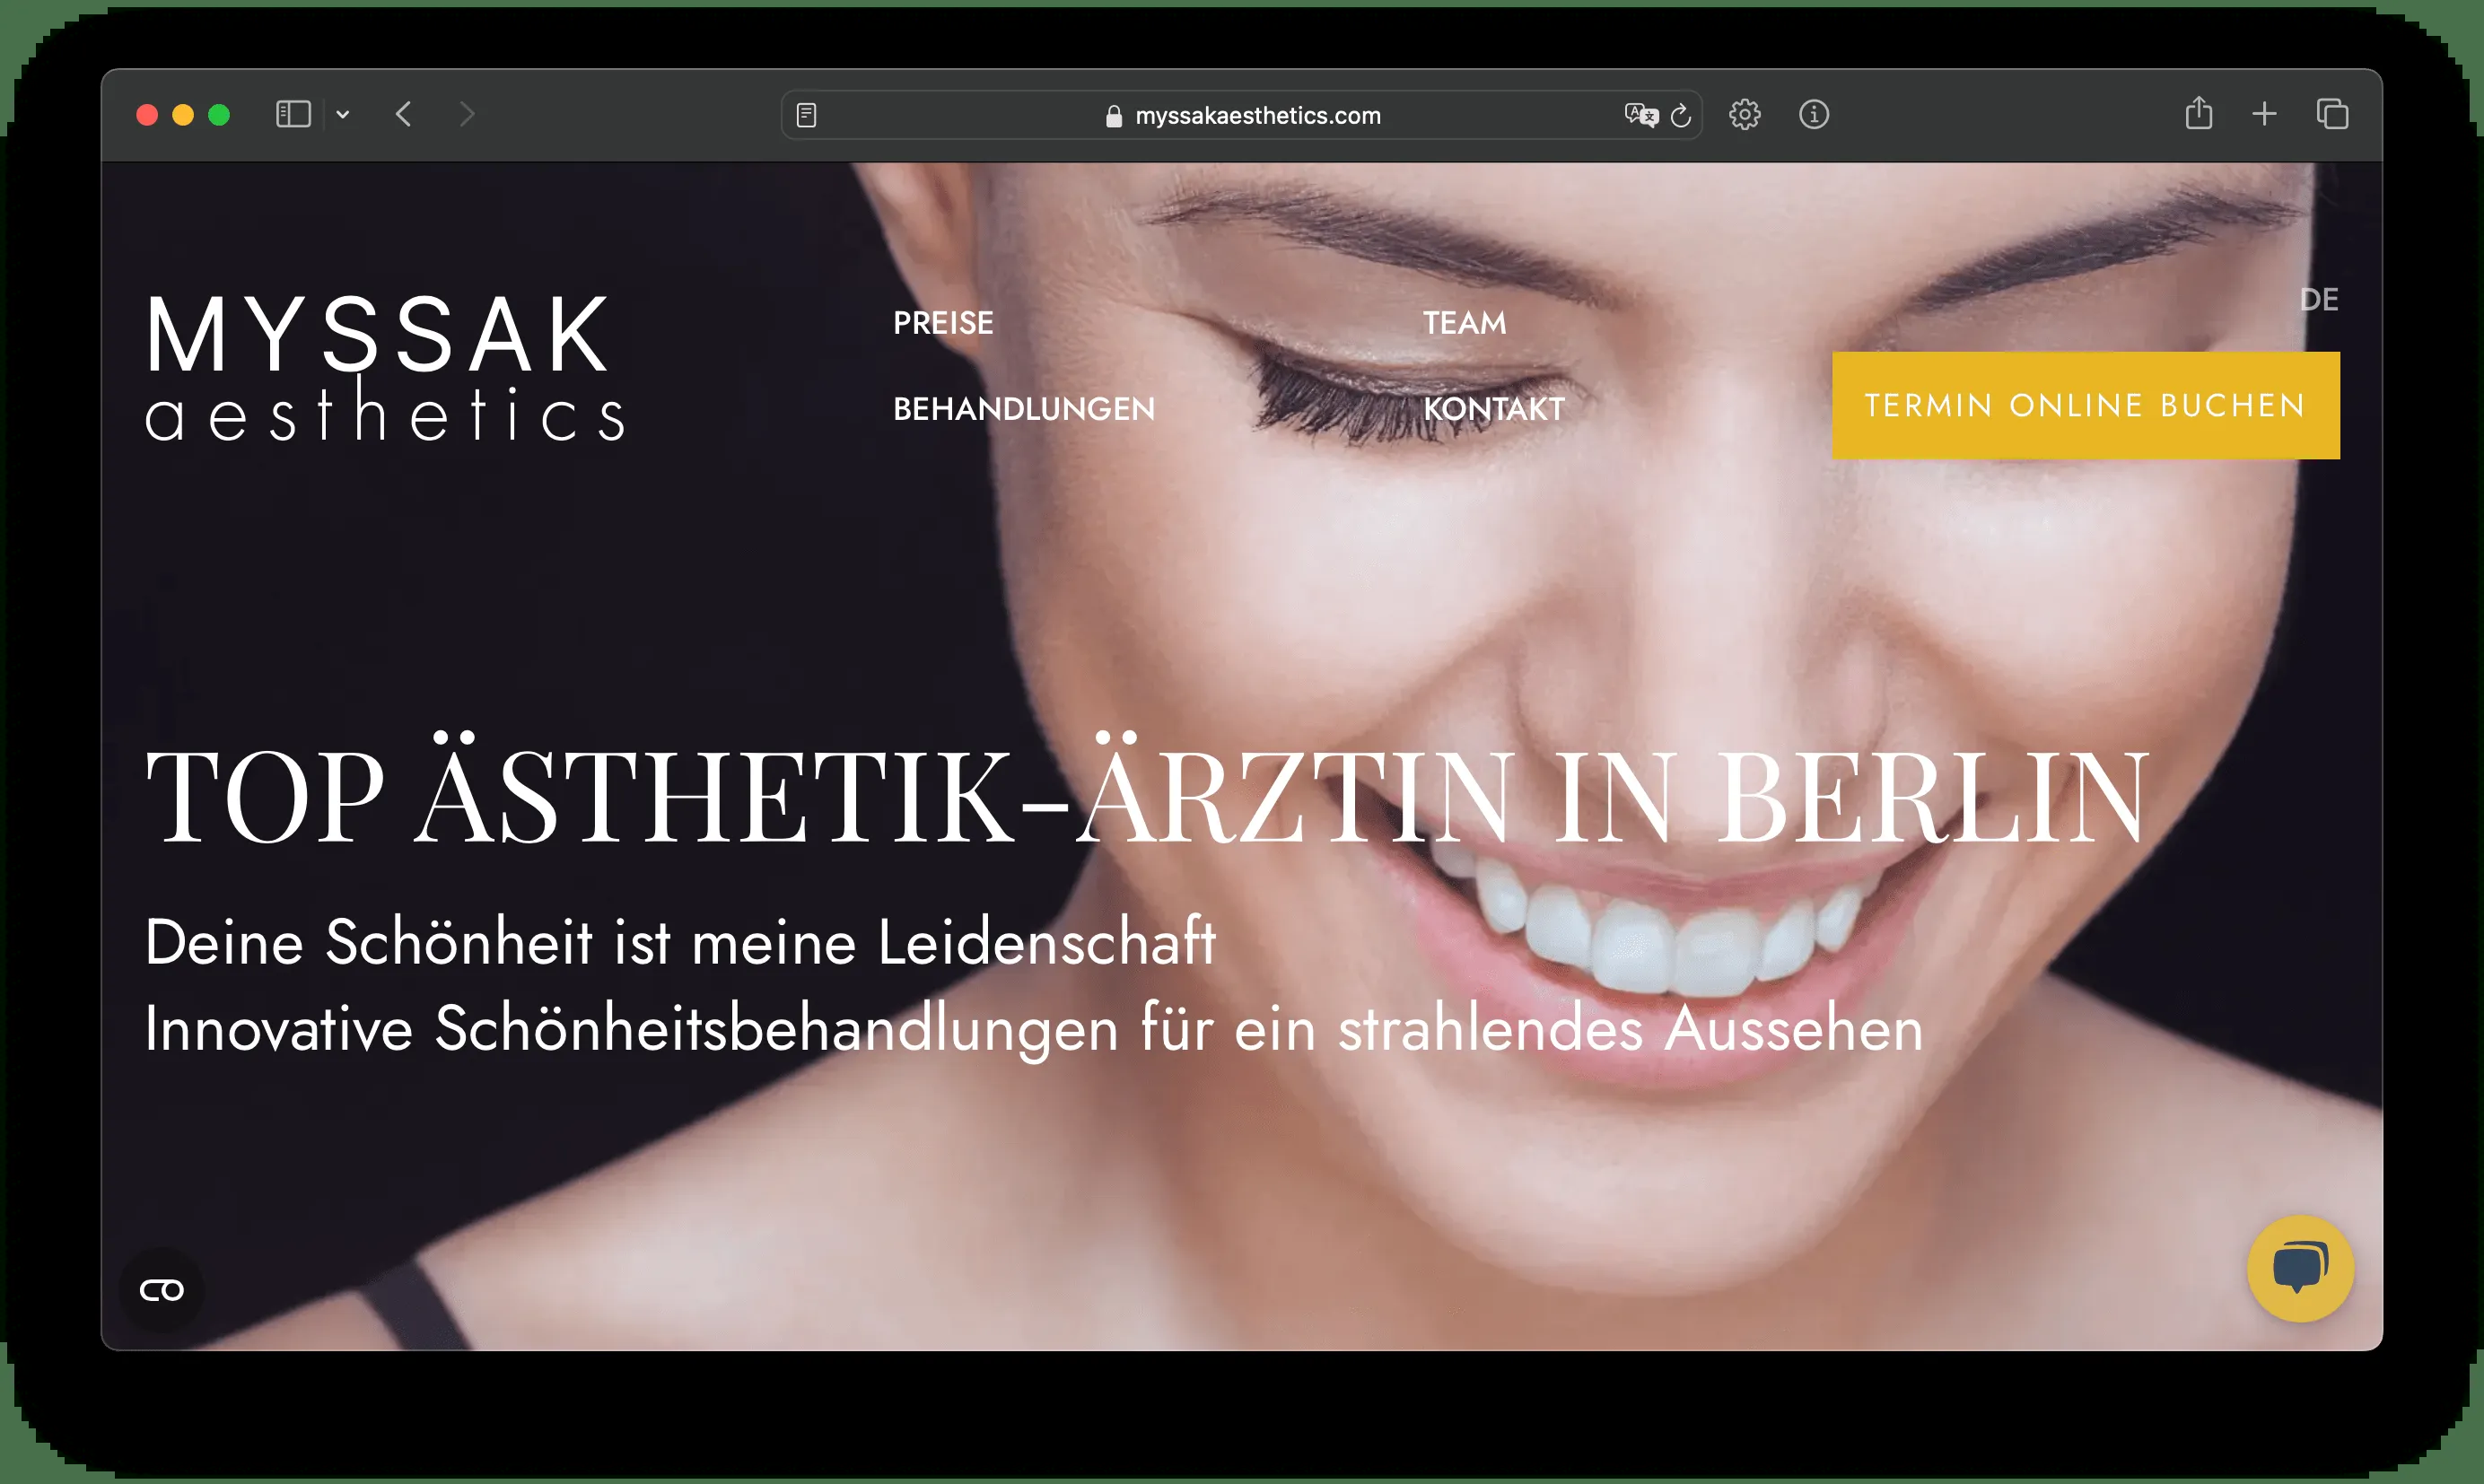 myssakaesthetics.com
MYSSAK
aesthetics
PREISE
TEAM
DE
BEHANDLUNGEN
KONTAKT
TERMIN ONLINE BUCHEN
TOP ÄSTHETIK-ÄRZTIN IN BERLIN
Deine Schönheit ist meine Leidenschaft
Innovative Schönheitsbehandlungen für ein strahlendes Aussehen